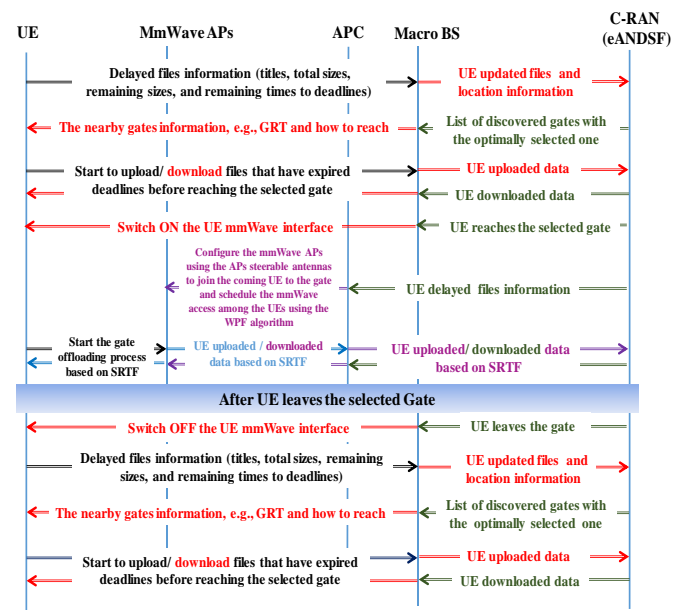 UE
MmWave APs
APC
Macro BS
C-RAN
(eANDSF)
Delayed files information (titles, total sizes,
remaining sizes, and remaining times to deadlines)
UE updated files and
location information
The nearby gates information, e.g., GRT and how to reach
List of discovered gates with
the optimally selected one
Start to upload/ download files that have expired
deadlines before reaching the selected gate
UE uploaded data
UE downloaded data
Switch ON the UE mmWave interface
UE reaches the selected gate
Configure the mmWave APs
using the APs steerable antennas
to join the coming UE to the gate
and schedule the mmWave
access among the UEs using the
WPF algorithm
UE delayed files information
Start the gate
offloading process
based on SRTF
UE uploaded / downloaded
data based on SRTF
UE uploaded/ downloaded data
based on SRTF
After UE leaves the selected Gate
Switch OFF the UE mmWave interface
UE leaves the gate
Delayed files information (titles, total sizes, remaining
sizes, and remaining times to deadlines)
UE updated files and
location information
The nearby gates information, e.g., GRT and how to reach
List of discovered gates with
the optimally selected one
Start to upload/ download files that have expired
deadlines before reaching the selected gate
UE uploaded data
UE downloaded data